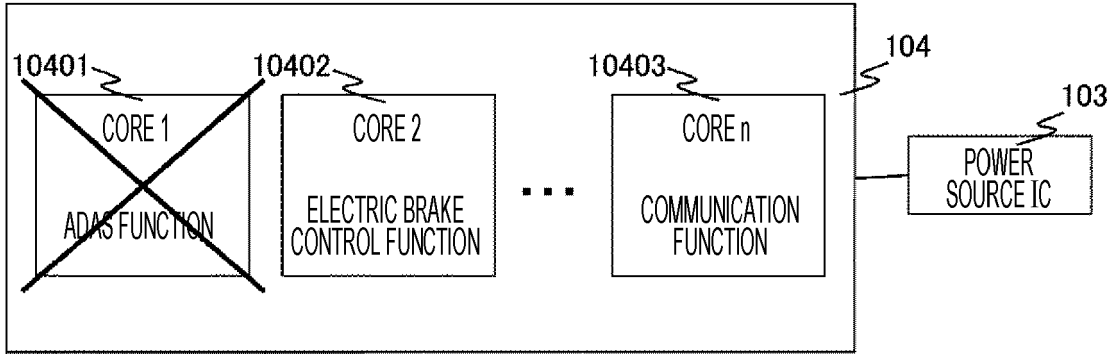 10401
10402
10403
104
103
CORE 1
CORE 2
CORE n
ADAS FUNCTION
ELECTRIC BRAKE
CONTROL FUNCTION
...
COMMUNICATION
FUNCTION
POWER
SOURCE IC